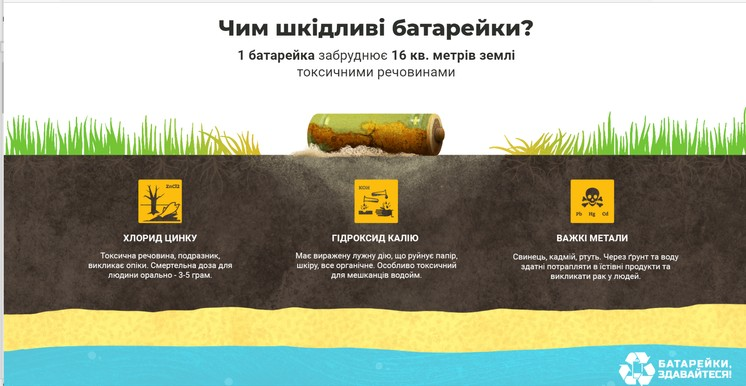 Чим шкідливі батарейки?
1 батарейка забруднює 16 кв. метрів землі
токсичними речовинами
ZnCl2
KOH
Pb Hg Cd
ХЛОРИД ЦИНКУ
Токсична речовина, подразник,
викликає опіки. Смертельна доза для
людини орально - 3-5 грам.
ГІДРОКСИД КАЛІЮ
Має виражену лужну дію, що руйнує папір,
шкіру, все органічне. Особливо токсичний
для мешканців водойм.
ВАЖКІ МЕТАЛИ
Свинець, кадмій, ртуть. Через ґрунт та воду
здатні потрапляти в їстівні продукти та
викликати рак у людей.
БАТАРЕЙКИ,
ЗДАВАЙТЕСЯ!